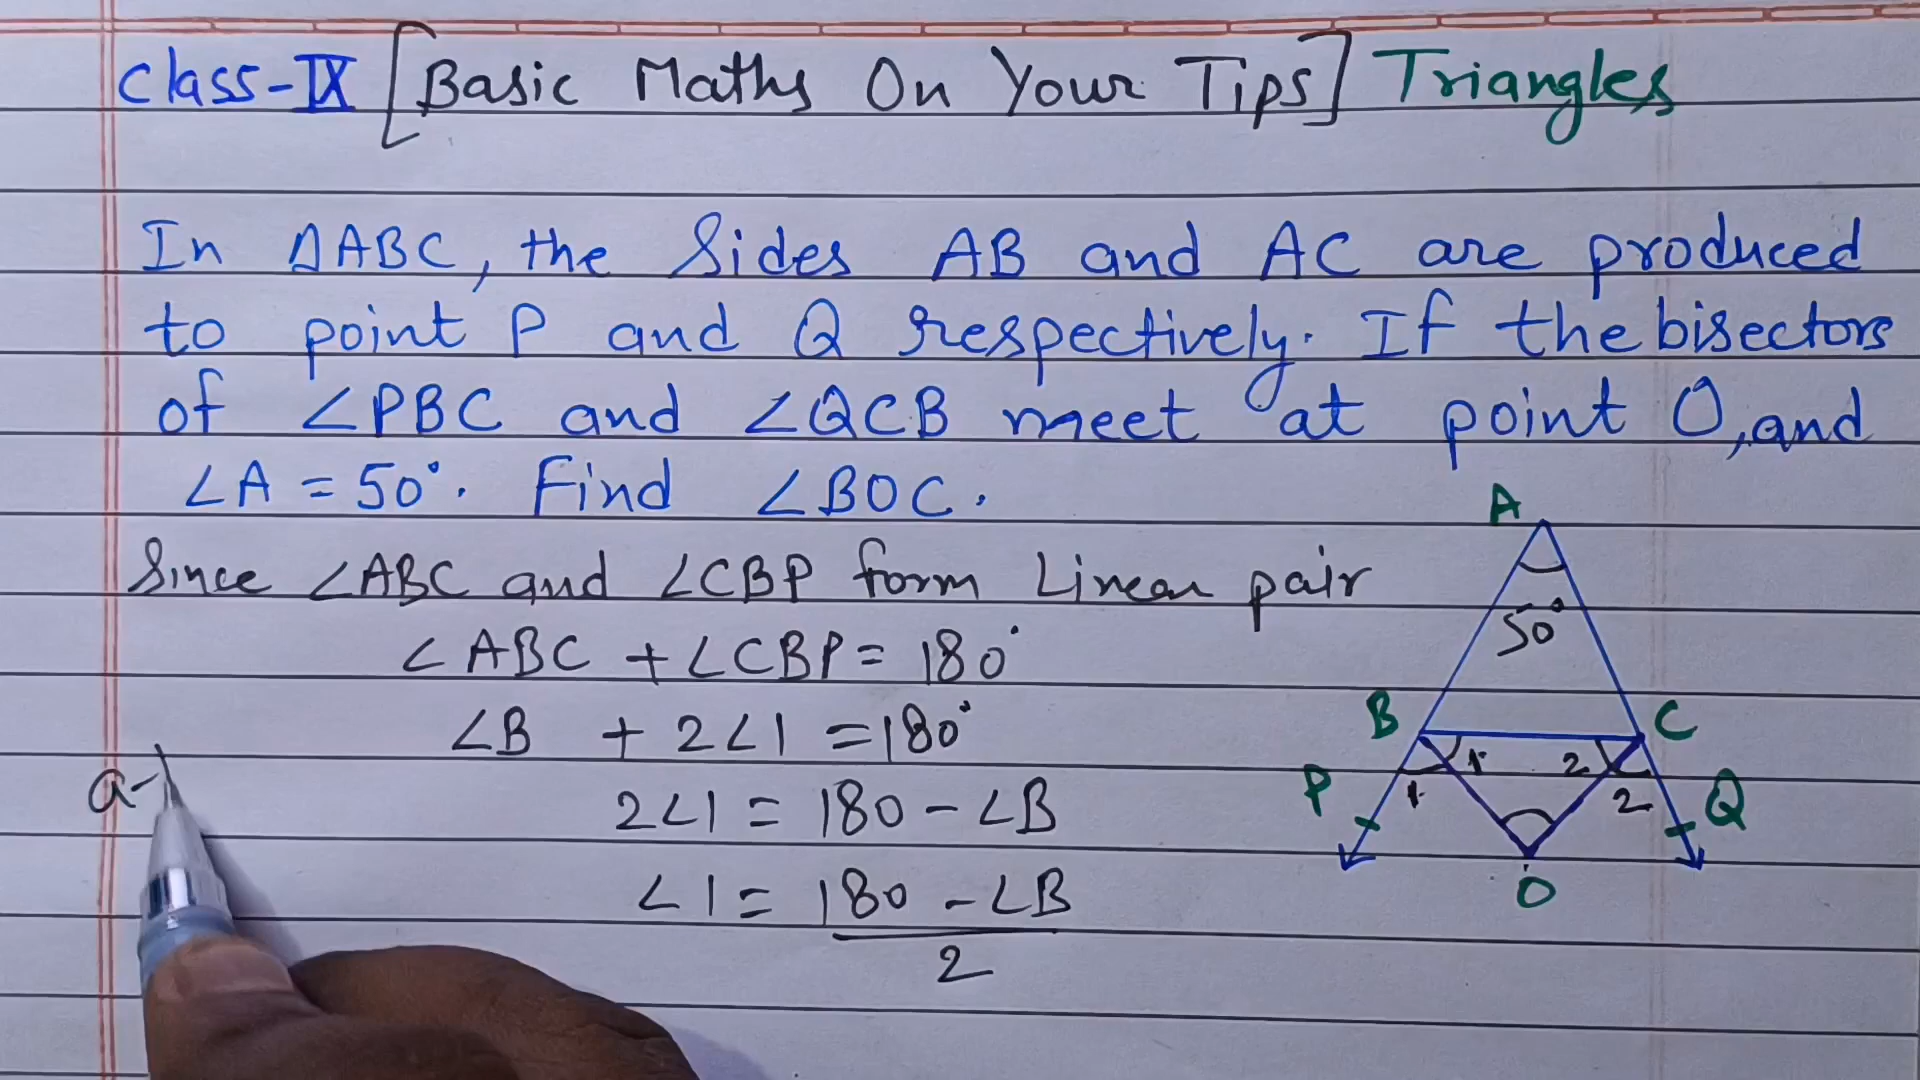 Class-IX [Basic Maths On Your Tips] Triangles
In ΔABC, the Sides AB and AC are produced
to point P and Q respectively. If the bisectors
of ∠PBC and ∠QCB meet at point O, and
∠A = 50°. Find ∠BOC.
Since ∠ABC and ∠CBP form Linear pair
∠ABC + ∠CBP = 180°
∠B + 2∠1 = 180°
2∠1 = 180 - ∠B
∠1 = 180 - ∠B
2
a-
A
50°
B C
1 2
P 1 2 Q
O